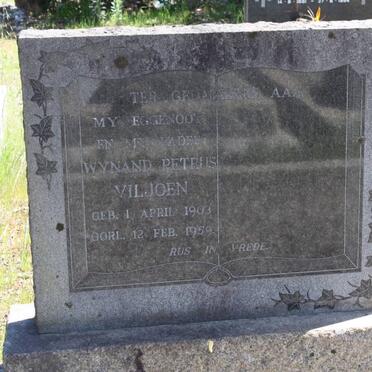 TER GEDAGTENIS AAN
MY EGGENOOT
EN ONS VADER
WYNAND PETRUS
VILJOEN
GEB. 1 APRIL 1903
OORL. 12 FEB. 1959
RUS IN VREDE